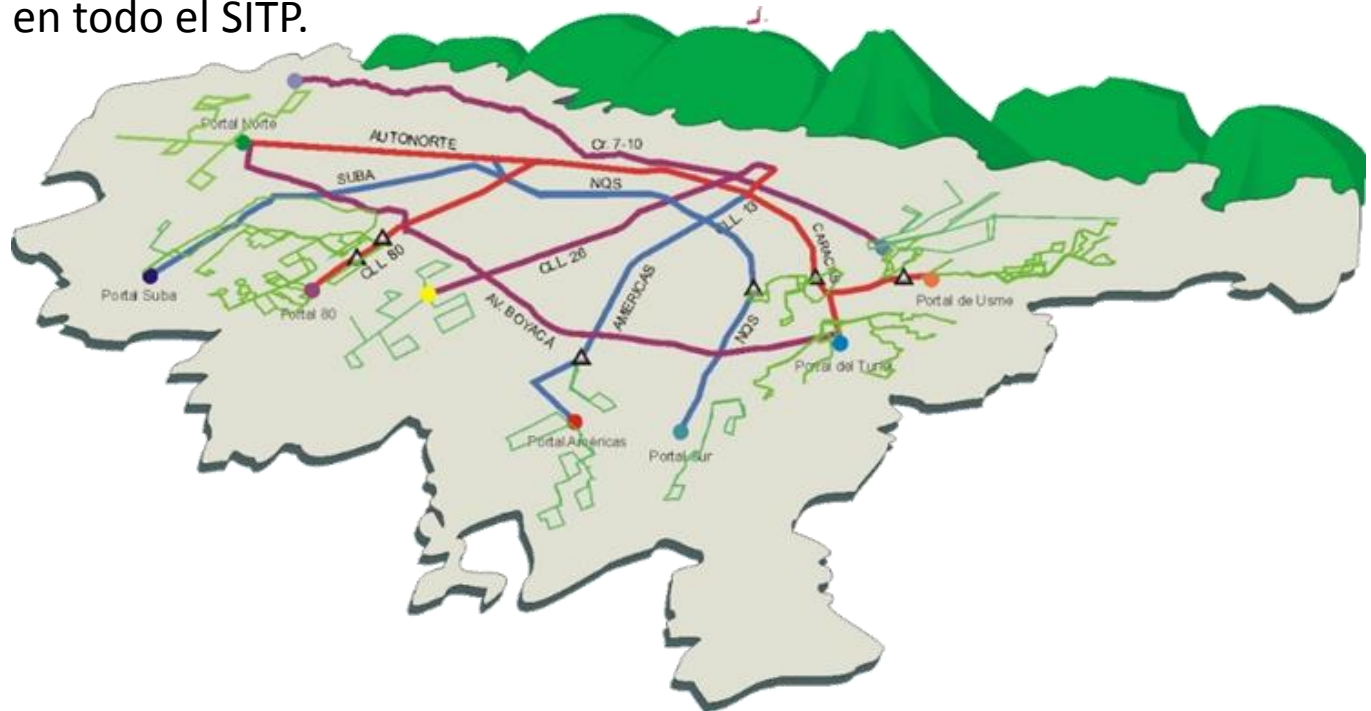 en todo el SITP.
Portal Norte
AUTONORTE
Cr. 7-10
SUBA
NQS
CLL. 13
CARACAS
CLL. 80
CLL. 26
AMERICAS
Portal Suba
Portal 80
AV. BOYACA
NQS
Portal de Usme
Portal del Tunal
Portal Américas
Portal Sur